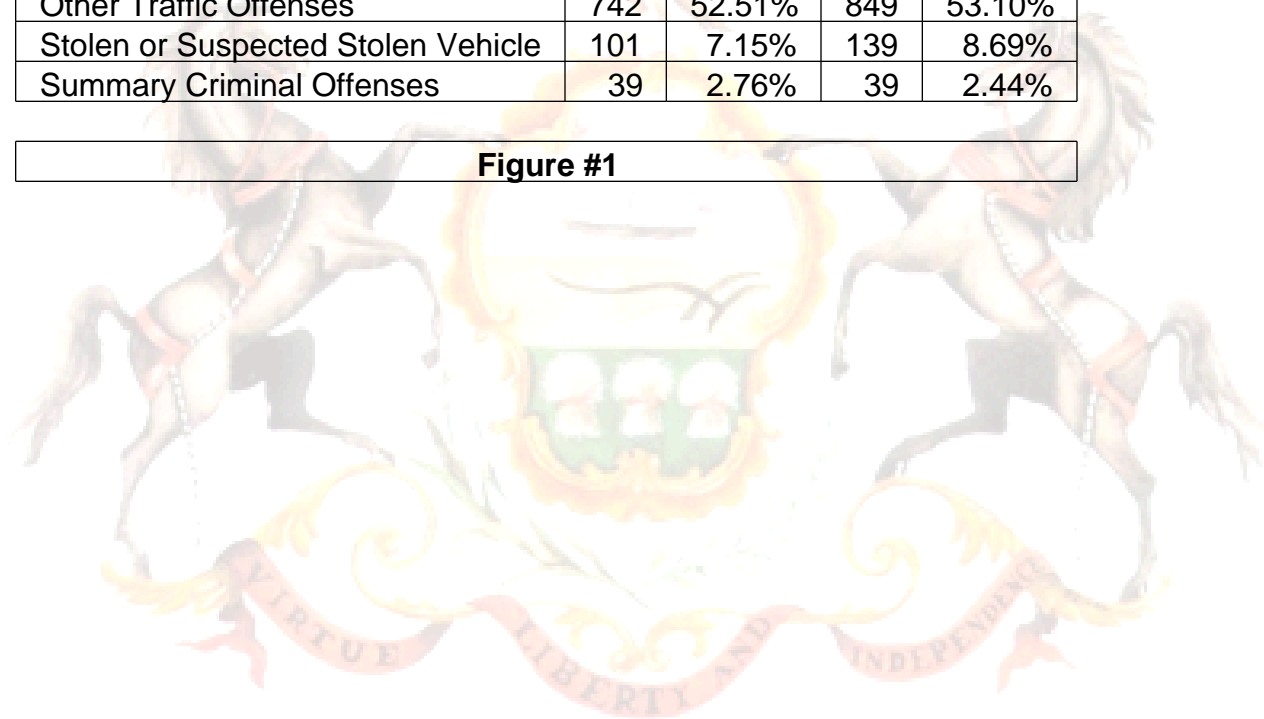 Other Traffic Offenses 742 52.51% 849 53.10%
Stolen or Suspected Stolen Vehicle 101 7.15% 139 8.69%
Summary Criminal Offenses 39 2.76% 39 2.44%
Figure #1
VIRTUE LIBERTY AND INDEPENDENCE